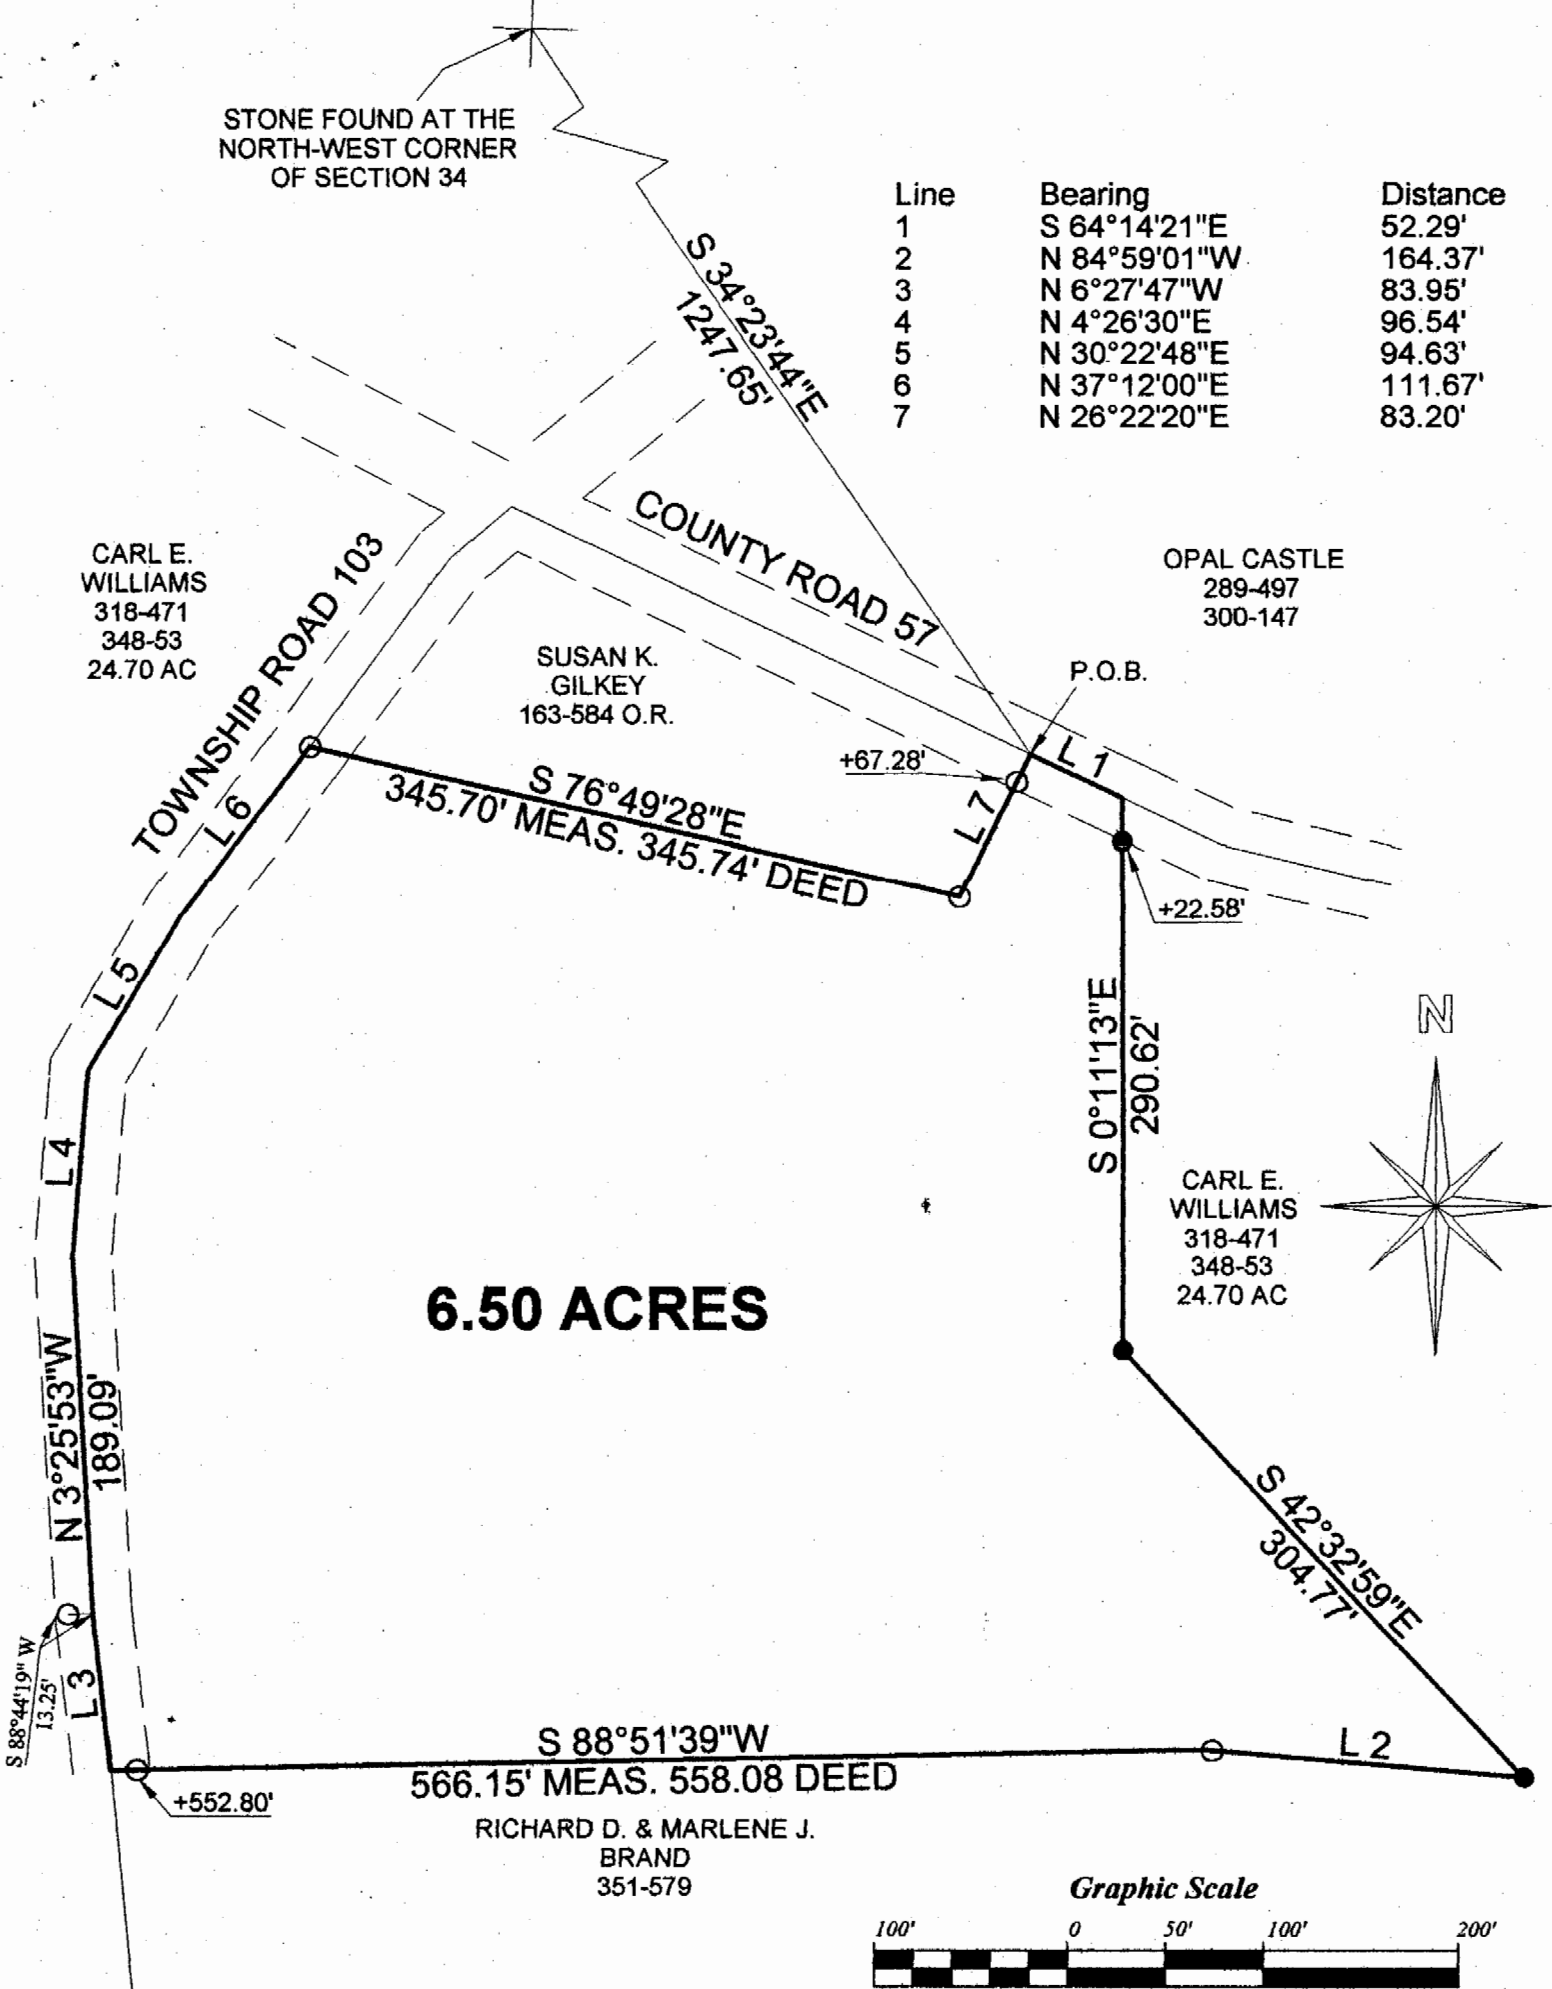 STONE FOUND AT THE
NORTH-WEST CORNER
OF SECTION 34
Line Bearing Distance
1 S 64°14'21"E 52.29'
2 N 84°59'01"W 164.37'
3 N 6°27'47"W 83.95'
4 N 4°26'30"E 96.54'
5 N 30°22'48"E 94.63'
6 N 37°12'00"E 111.67'
7 N 26°22'20"E 83.20'
S 34°23'44"E
1247.65'
COUNTY ROAD 57
CARL E.
WILLIAMS
318-471
348-53
24.70 AC
TOWNSHIP ROAD 103
OPAL CASTLE
289-497
300-147
SUSAN K.
GILKEY
163-584 O.R.
P.O.B.
+67.28'
L 1
L 7
S 76°49'28"E
345.70' MEAS. 345.74' DEED
L 6
+22.58'
L 5
S 0°11'13"E
290.62'
N
L 4
CARL E.
WILLIAMS
318-471
348-53
24.70 AC
6.50 ACRES
N 3°25'53"W
189.09'
S 42°32'59"E
304.77'
S 88°44'19" W
13.25'
L 3
S 88°51'39"W
566.15' MEAS. 558.08 DEED
L 2
+552.80'
RICHARD D. & MARLENE J.
BRAND
351-579
Graphic Scale
100' 0 50' 100' 200'